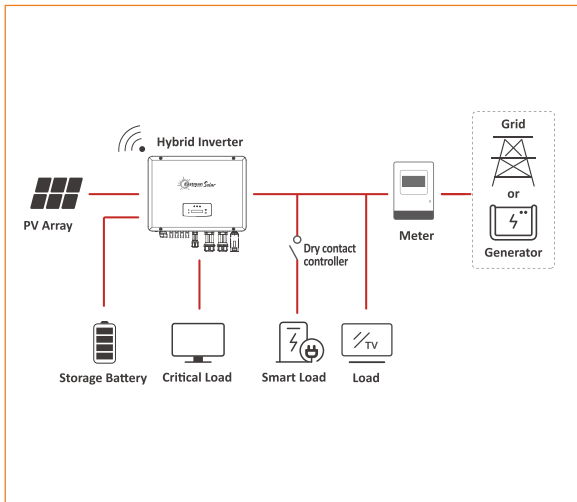 Hybrid Inverter
Grid
or
Generator
Solar
PV Array
Meter
Dry contact
controller
Storage Battery
Critical Load
Smart Load
TV
Load